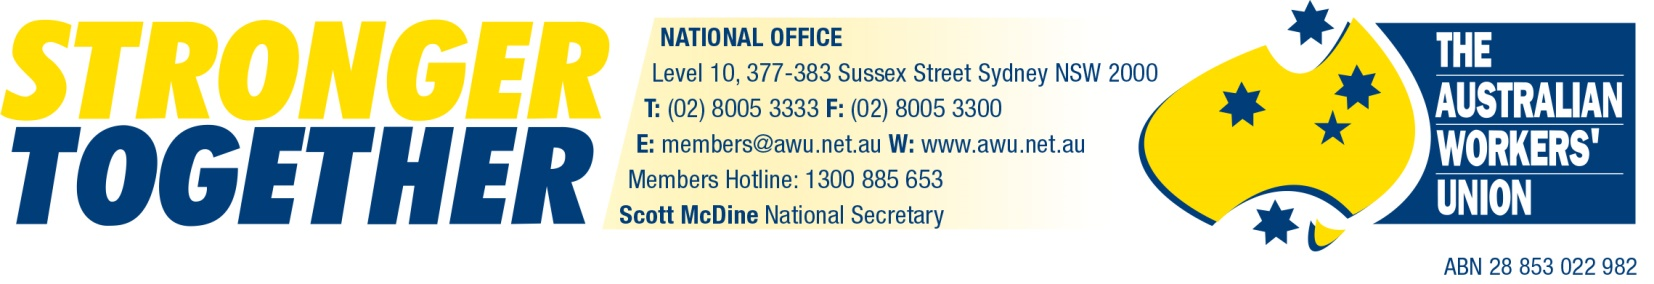 STRONGER
TOGETHER
NATIONAL OFFICE
Level 10, 377-383 Sussex Street Sydney NSW 2000
T: (02) 8005 3333 F: (02) 8005 3300
E: members@awu.net.au W: www.awu.net.au
Members Hotline: 1300 885 653
Scott McDine National Secretary
THE
AUSTRALIAN
WORKERS'
UNION
ABN 28 853 022 982